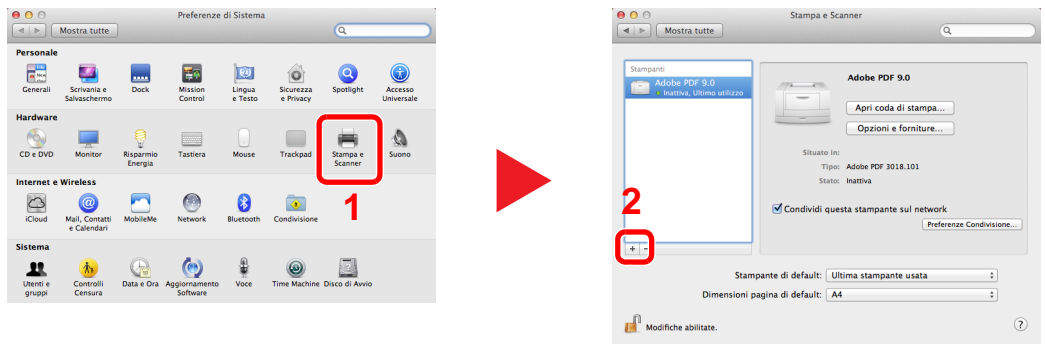 Preferenze di Sistema
Mostra tutte
Personale
Generali
Scrivania e Salvaschermo
Dock
Mission Control
Lingua e Testo
Sicurezza e Privacy
Spotlight
Accesso Universale
Hardware
CD e DVD
Monitor
Risparmio Energia
Tastiera
Mouse
Trackpad
Stampa e Scanner
Suono
Internet e Wireless
iCloud
Mail, Contatti e Calendari
MobileMe
Network
Bluetooth
Condivisione
1
Sistema
Utenti e gruppi
Controlli Censura
Data e Ora
Aggiornamento Software
Voce
Time Machine
Disco di Avvio
Stampa e Scanner
Mostra tutte
Stampanti
Adobe PDF 9.0
Inattiva, Ultimo utilizzo
Adobe PDF 9.0
Apri coda di stampa...
Opzioni e forniture...
Situato in:
Tipo: Adobe PDF 3018.101
Stato: Inattiva
2
Condividi questa stampante sul network
Preferenze Condivisione...
+ -
Stampante di default: Ultima stampante usata
Dimensioni pagina di default: A4
Modifiche abilitate.
?